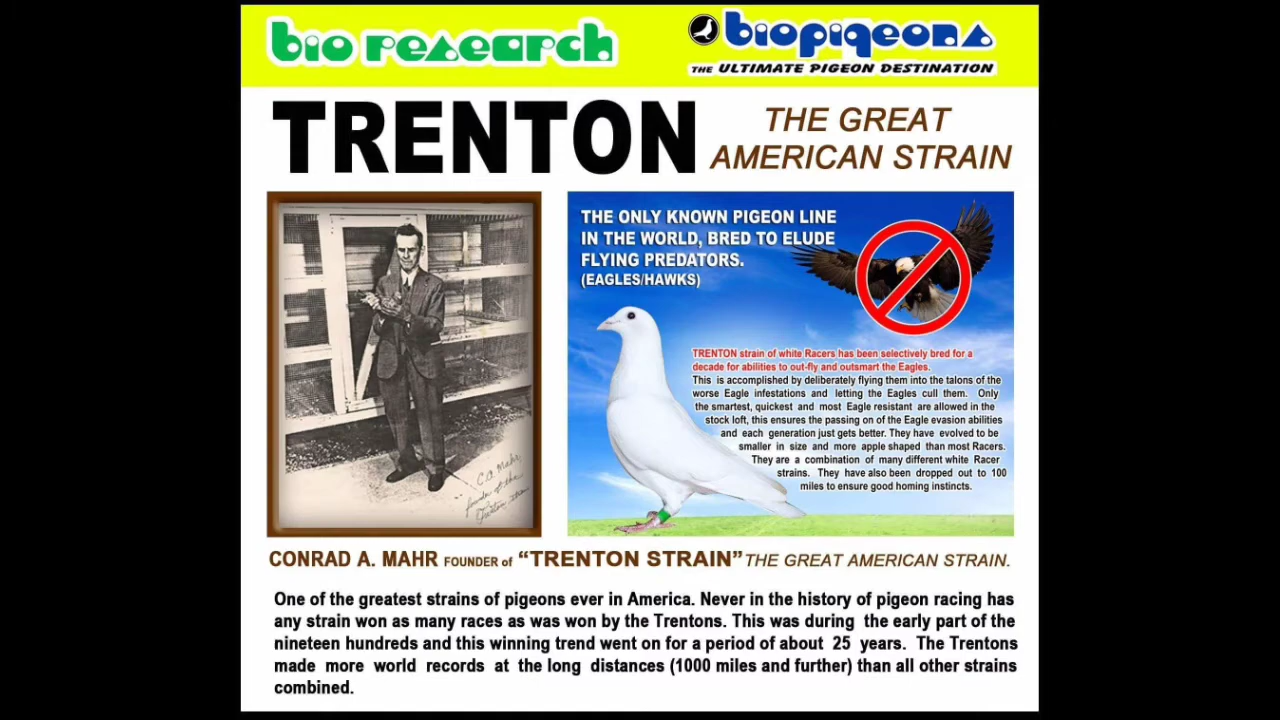 bio research
biopigeons
THE ULTIMATE PIGEON DESTINATION
TRENTON
THE GREAT
AMERICAN STRAIN
THE ONLY KNOWN PIGEON LINE
IN THE WORLD, BRED TO ELUDE
FLYING PREDATORS.
(EAGLES/HAWKS)
TRENTON strain of white Racers has been selectively bred for a
decade for abilities to out-fly and outsmart the Eagles.
This is accomplished by deliberately flying them into the talons of the
worse Eagle infestations and letting the Eagles cull them. Only
the smartest, quickest and most Eagle resistant are allowed in the
stock loft, this ensures the passing on of the Eagle evasion abilities
and each generation just gets better. They have evolved to be
smaller in size and more apple shaped than most Racers.
They are a combination of many different white Racer
strains. They have also been dropped out to 100
miles to ensure good homing instincts.
C.A. Mahr,
founder of the
Trenton strain
CONRAD A. MAHR FOUNDER of “TRENTON STRAIN” THE GREAT AMERICAN STRAIN.
One of the greatest strains of pigeons ever in America. Never in the history of pigeon racing has
any strain won as many races as was won by the Trentons. This was during the early part of the
nineteen hundreds and this winning trend went on for a period of about 25 years. The Trentons
made more world records at the long distances (1000 miles and further) than all other strains
combined.